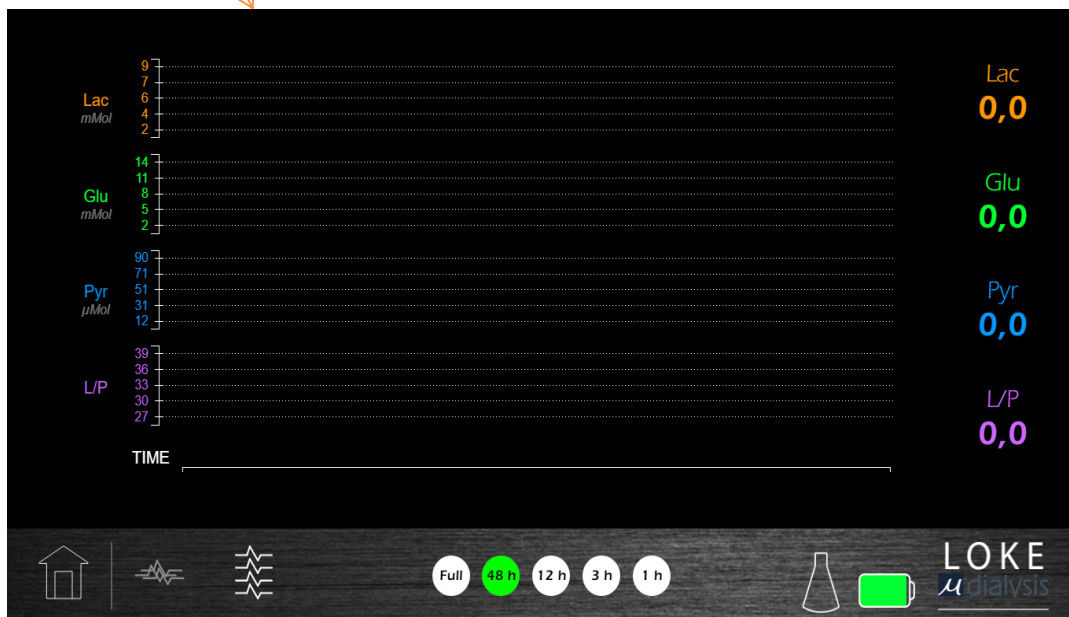 Lac
mMol
9
7
6
4
2
Lac
0,0
Glu
mMol
14
11
8
5
2
Glu
0,0
Pyr
µMol
90
71
51
31
12
Pyr
0,0
L/P
39
36
33
30
27
L/P
0,0
TIME
Full 48 h 12 h 3 h 1 h
LOKE
µdialysis